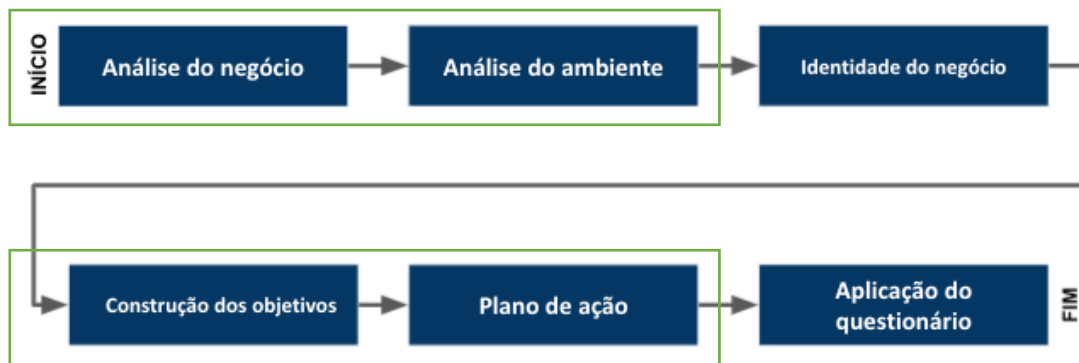 INÍCIO
Análise do negócio
Análise do ambiente
Identidade do negócio
Construção dos objetivos
Plano de ação
Aplicação do
questionário
FIM